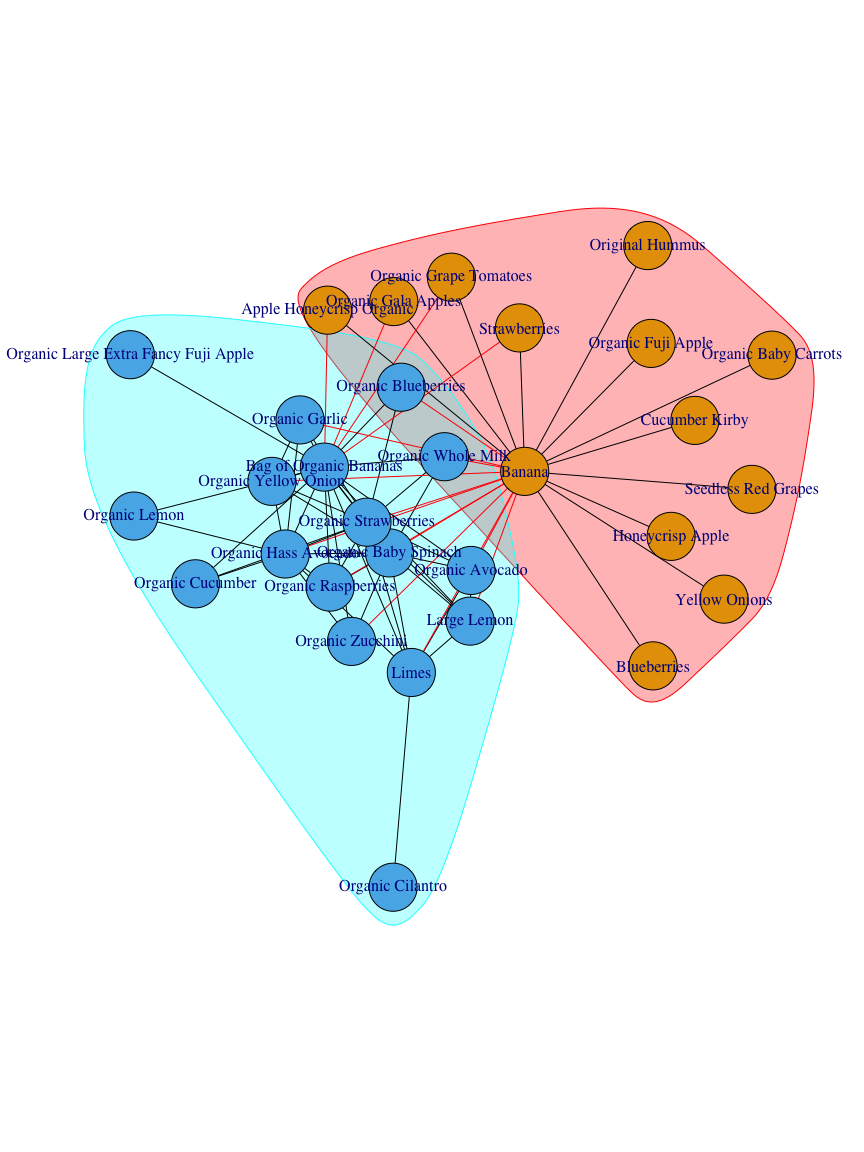 Original Hummus
Organic Grape Tomatoes
Organic Gala Apples
Apple Honeycrisp Organic
Strawberries
Organic Fuji Apple
Organic Baby Carrots
Organic Large Extra Fancy Fuji Apple
Organic Blueberries
Organic Garlic
Cucumber Kirby
Organic Whole Milk
Bag of Organic Bananas
Banana
Organic Yellow Onion
Seedless Red Grapes
Organic Lemon
Organic Strawberries
Honeycrisp Apple
Organic Hass Avocado
Organic Baby Spinach
Organic Avocado
Organic Cucumber
Organic Raspberries
Yellow Onions
Large Lemon
Organic Zucchini
Blueberries
Limes
Organic Cilantro